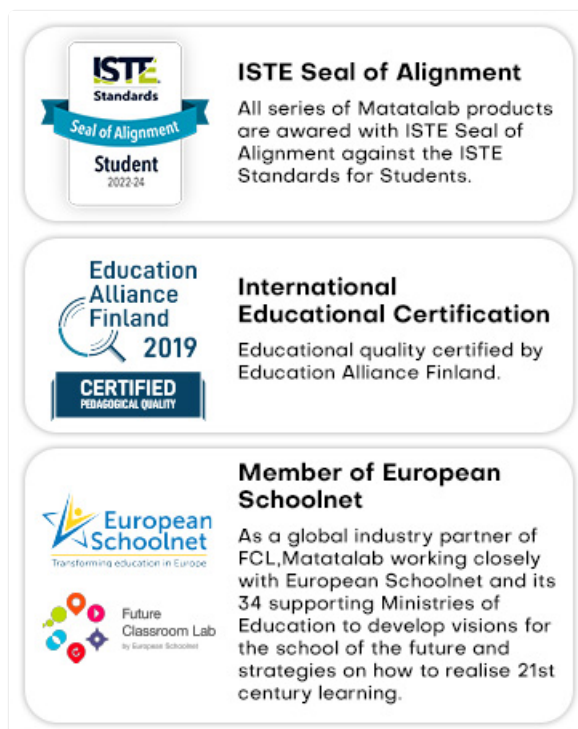 ISTE
Standards
Seal of Alignment
Student
2022-24
ISTE Seal of Alignment
All series of Matatalab products
are awared with ISTE Seal of
Alignment against the ISTE
Standards for Students.
Education
Alliance
Finland
2019
CERTIFIED
PEDAGOGICAL QUALITY
International
Educational Certification
Educational quality certified by
Education Alliance Finland.
European
Schoolnet
Transforming education in Europe
Future
Classroom Lab
by European Schoolnet
Member of European
Schoolnet
As a global industry partner of
FCL,Matatalab working closely
with European Schoolnet and its
34 supporting Ministries of
Education to develop visions for
the school of the future and
strategies on how to realise 21st
century learning.